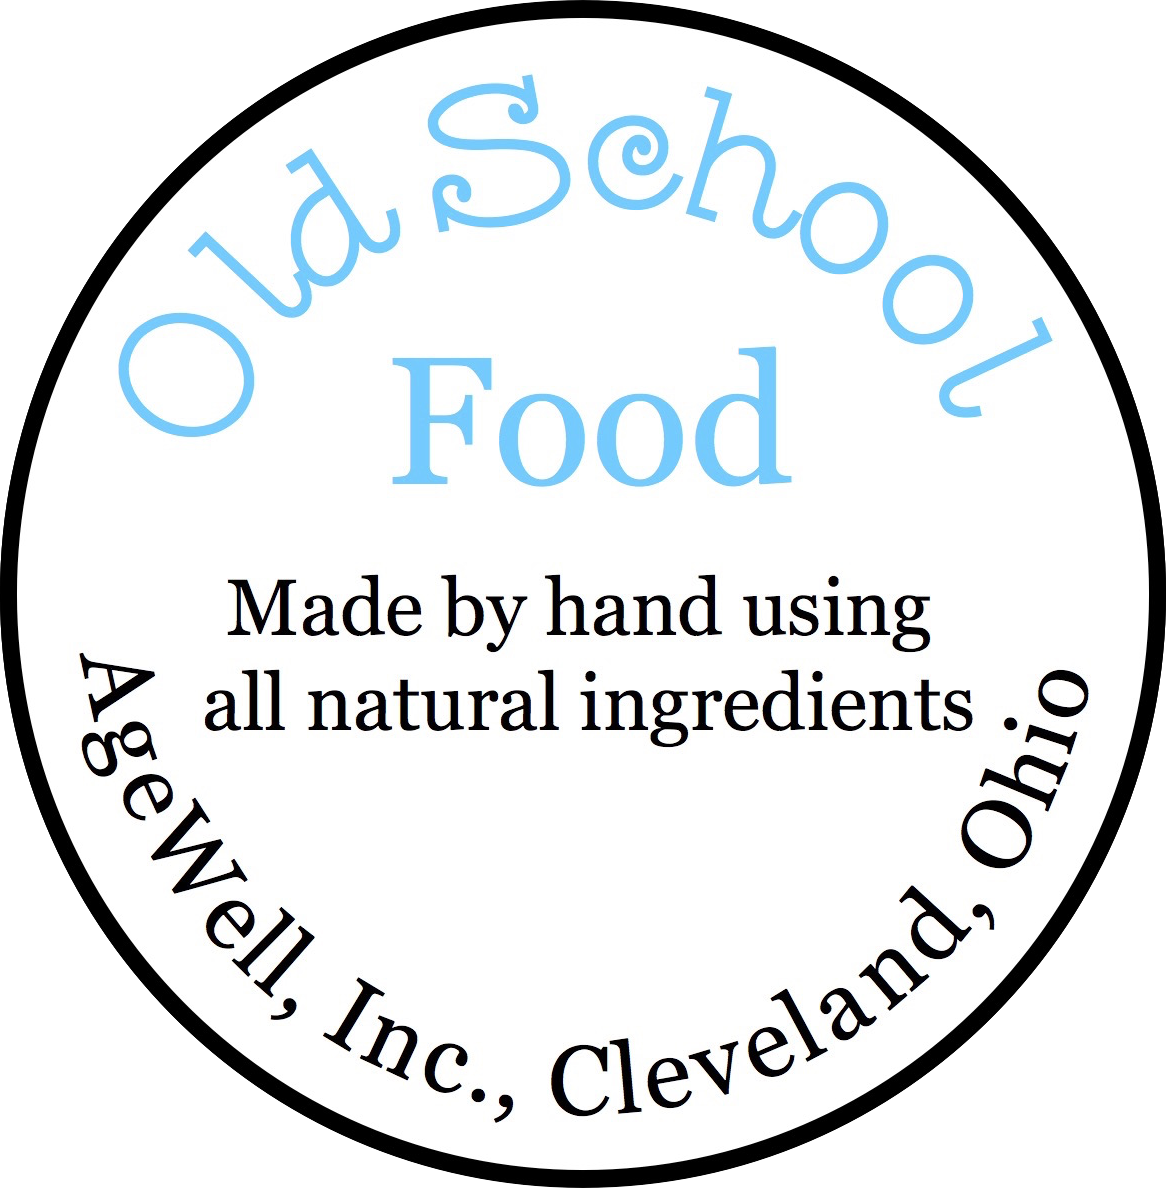 Old School
Food
Made by hand using
all natural ingredients
AgeWell, Inc., Cleveland, Ohio